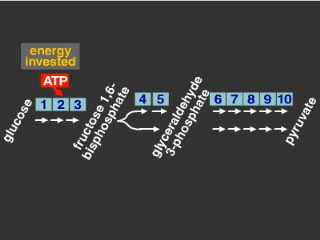 energy
invested
ATP
1 2 3
4 5
6 7 8 9 10
glucose
fructose 1,6-
bisphosphate
glyceraldehyde
3-phosphate
pyruvate